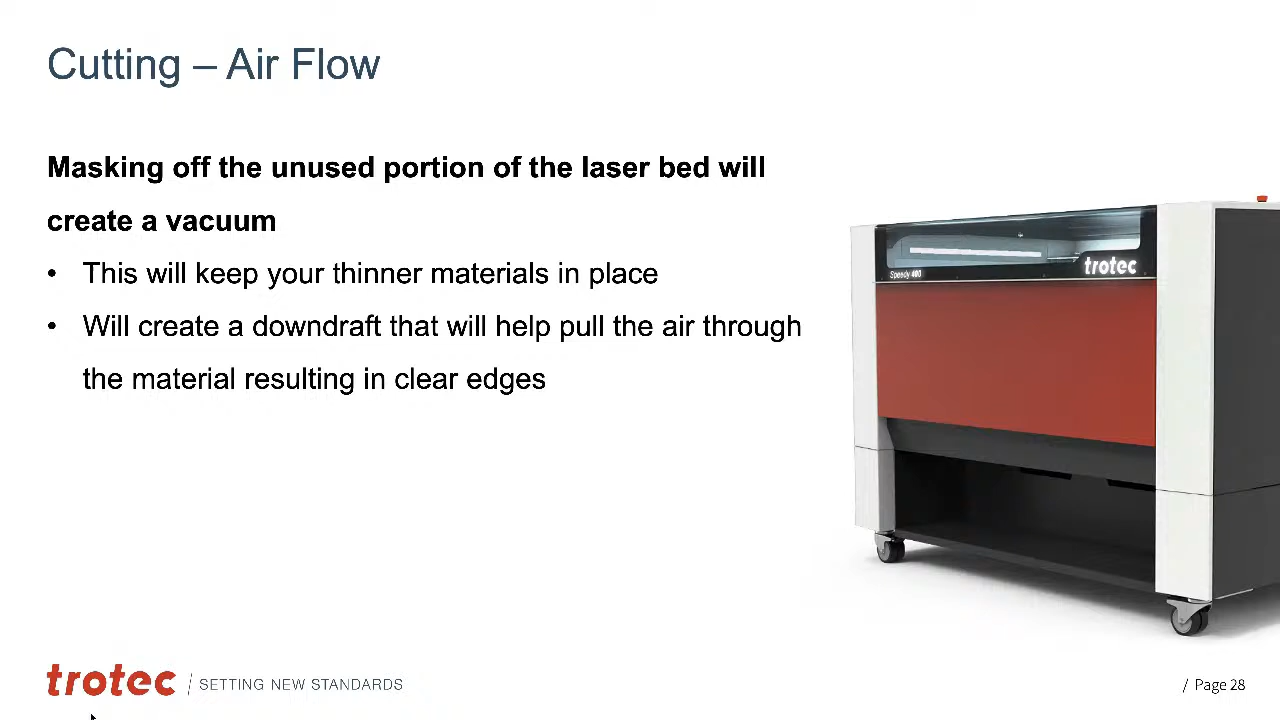 Cutting – Air Flow
Masking off the unused portion of the laser bed will
create a vacuum
• This will keep your thinner materials in place
• Will create a downdraft that will help pull the air through
the material resulting in clear edges
trotec
Speedy 400
trotec / SETTING NEW STANDARDS
/ Page 28